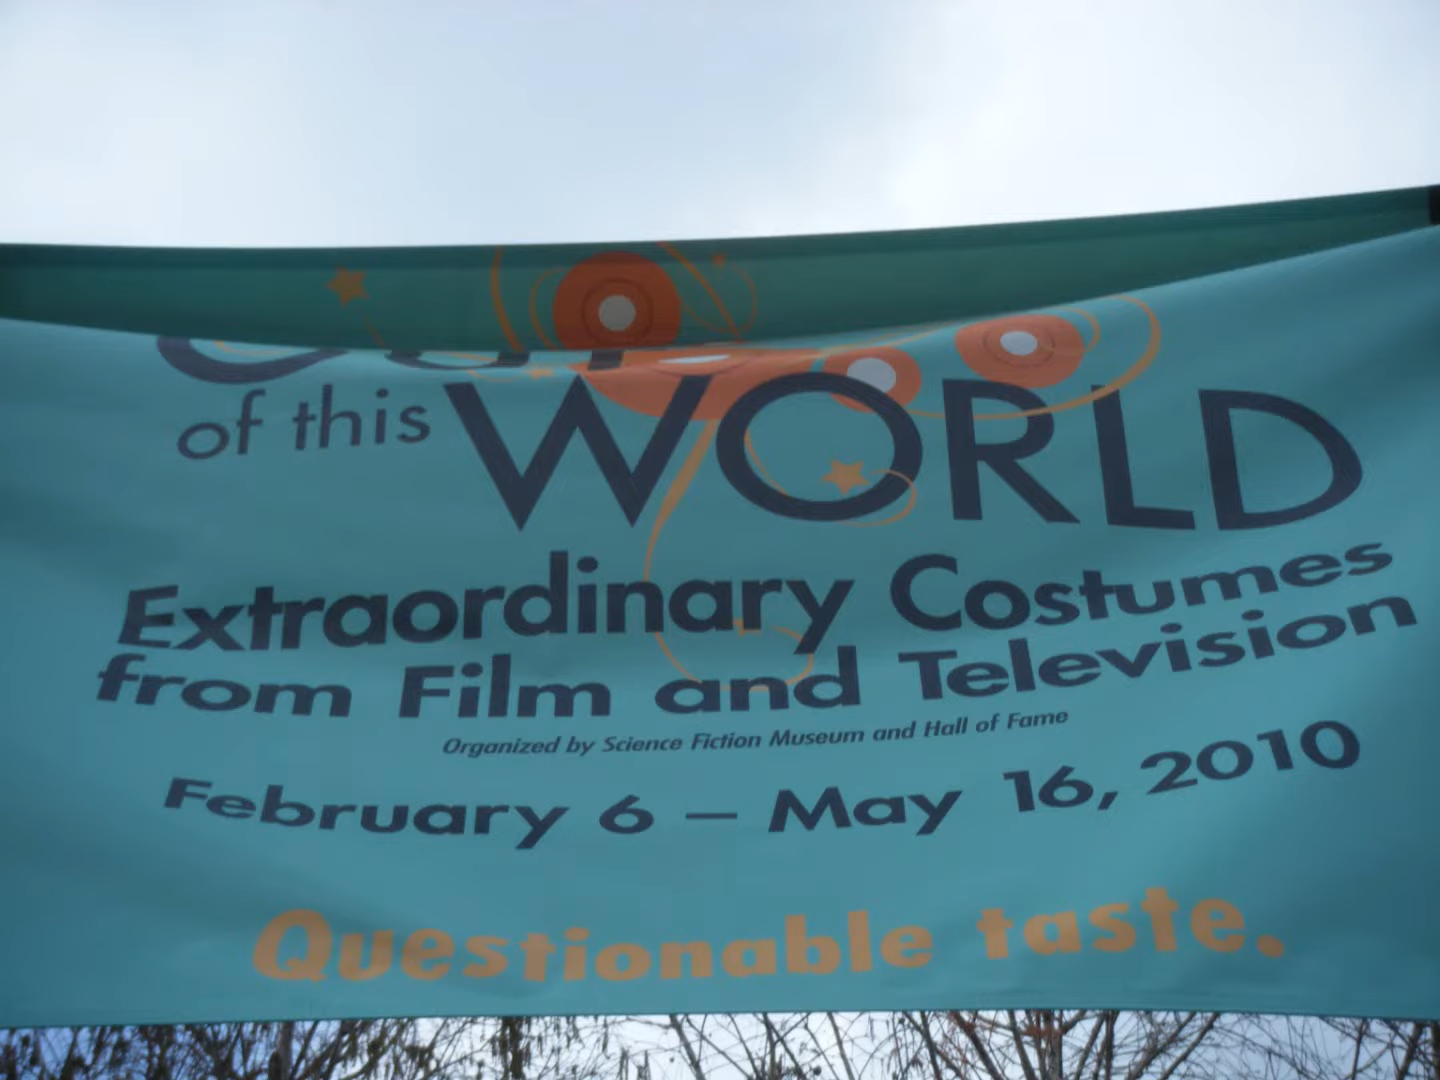 Out
of this WORLD
Extraordinary Costumes
from Film and Television
Organized by Science Fiction Museum and Hall of Fame
February 6 – May 16, 2010
Questionable taste.